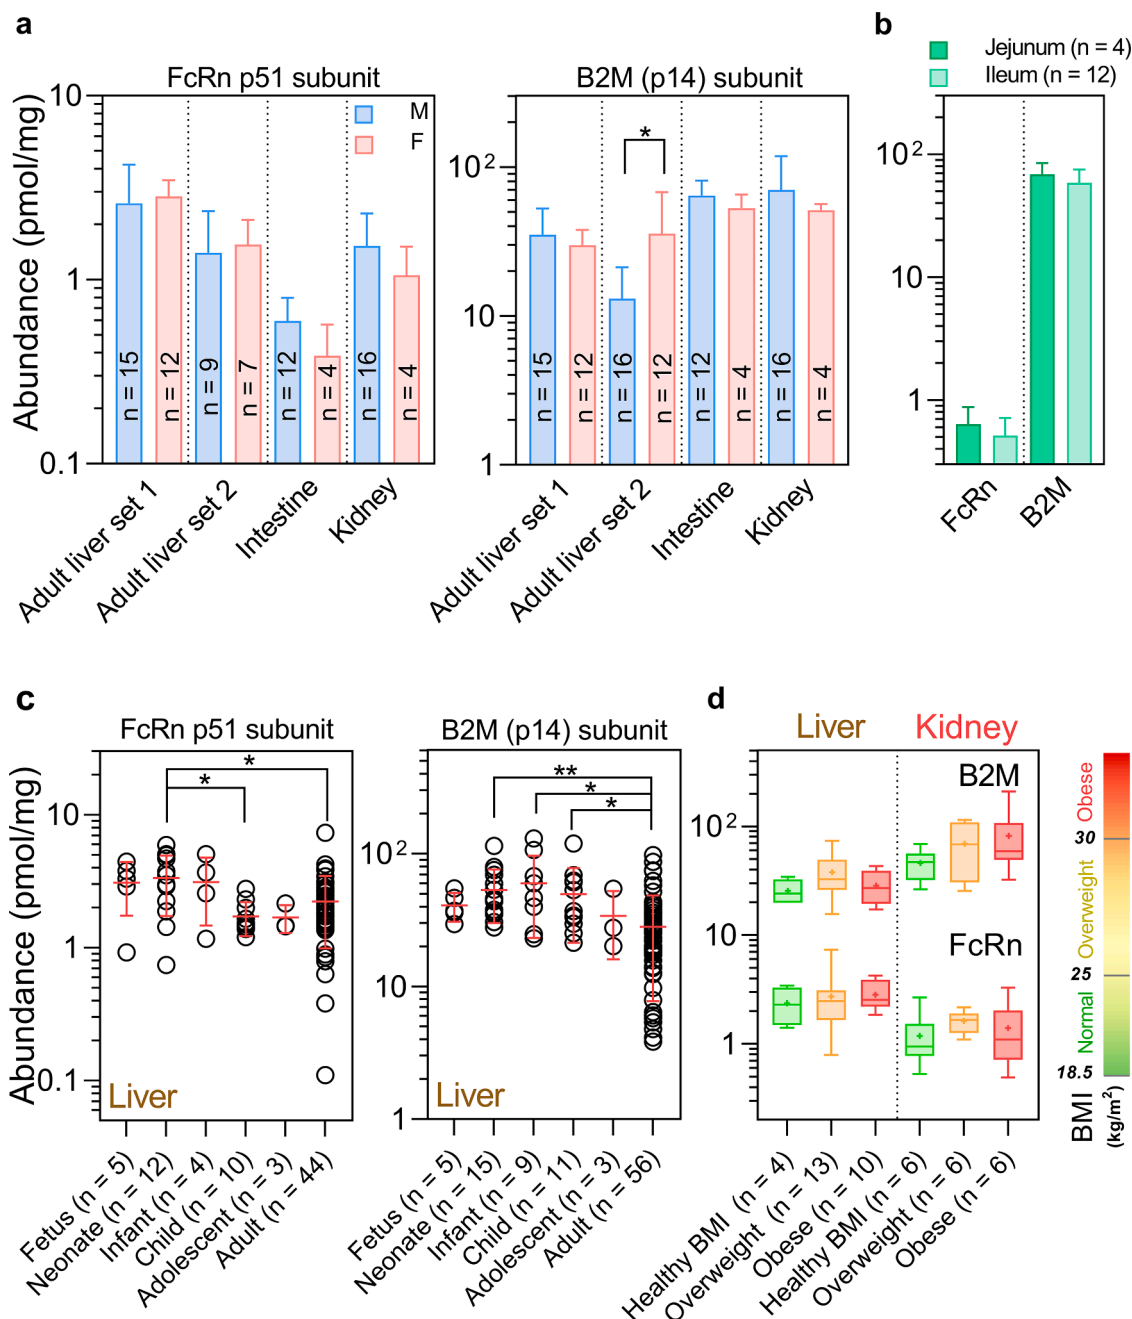 a
FcRn p51 subunit
M
F
Abundance (pmol/mg)
10
1
0.1
n = 15
n = 12
n = 9
n = 7
n = 12
n = 4
n = 16
n = 4
Adult liver set 1
Adult liver set 2
Intestine
Kidney
B2M (p14) subunit
*
10²
10
1
n = 15
n = 12
n = 16
n = 12
n = 12
n = 4
n = 16
n = 4
Adult liver set 1
Adult liver set 2
Intestine
Kidney
b
Jejunum (n = 4)
Ileum (n = 12)
10²
10
1
FcRn
B2M
c
FcRn p51 subunit
*
*
Abundance (pmol/mg)
10
1
0.1
Liver
Fetus (n = 5)
Neonate (n = 12)
Infant (n = 4)
Child (n = 10)
Adolescent (n = 3)
Adult (n = 44)
B2M (p14) subunit
**
*
*
10²
10
1
Liver
Fetus (n = 5)
Neonate (n = 15)
Infant (n = 9)
Child (n = 11)
Adolescent (n = 3)
Adult (n = 56)
d
Liver
Kidney
B2M
FcRn
10²
10
1
Healthy BMI (n = 4)
Overweight (n = 13)
Obese (n = 10)
Healthy BMI (n = 6)
Overweight (n = 6)
Obese (n = 6)
Obese
30
Overweight
25
Normal
18.5
BMI
(kg/m²)